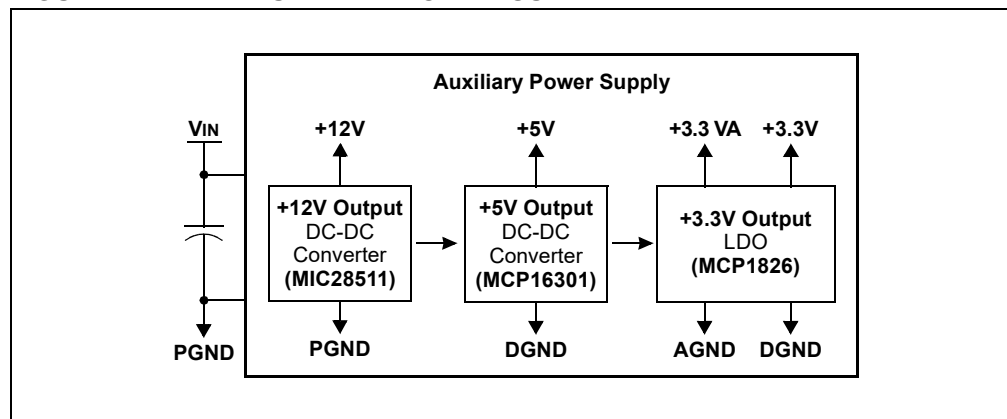 Auxiliary Power Supply
VIN
+12V
+5V
+3.3 VA
+3.3V
+12V Output
DC-DC
Converter
(MIC28511)
+5V Output
DC-DC
Converter
(MCP16301)
+3.3V Output
LDO
(MCP1826)
PGND
PGND
DGND
AGND
DGND